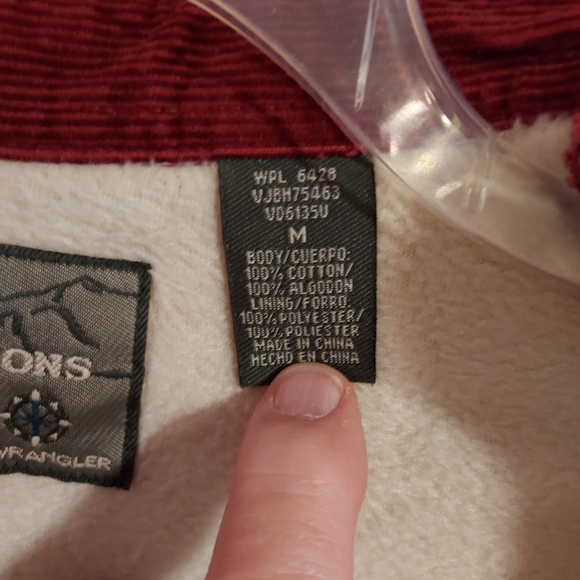 WPL 6428
VJBH75463
VD6135U
M
BODY/CUERPO:
100% COTTON/
100% ALGODON
LINING/FORRO:
100% POLYESTER/
100% POLIESTER
MADE IN CHINA
HECHO EN CHINA
ONS
WRANGLER